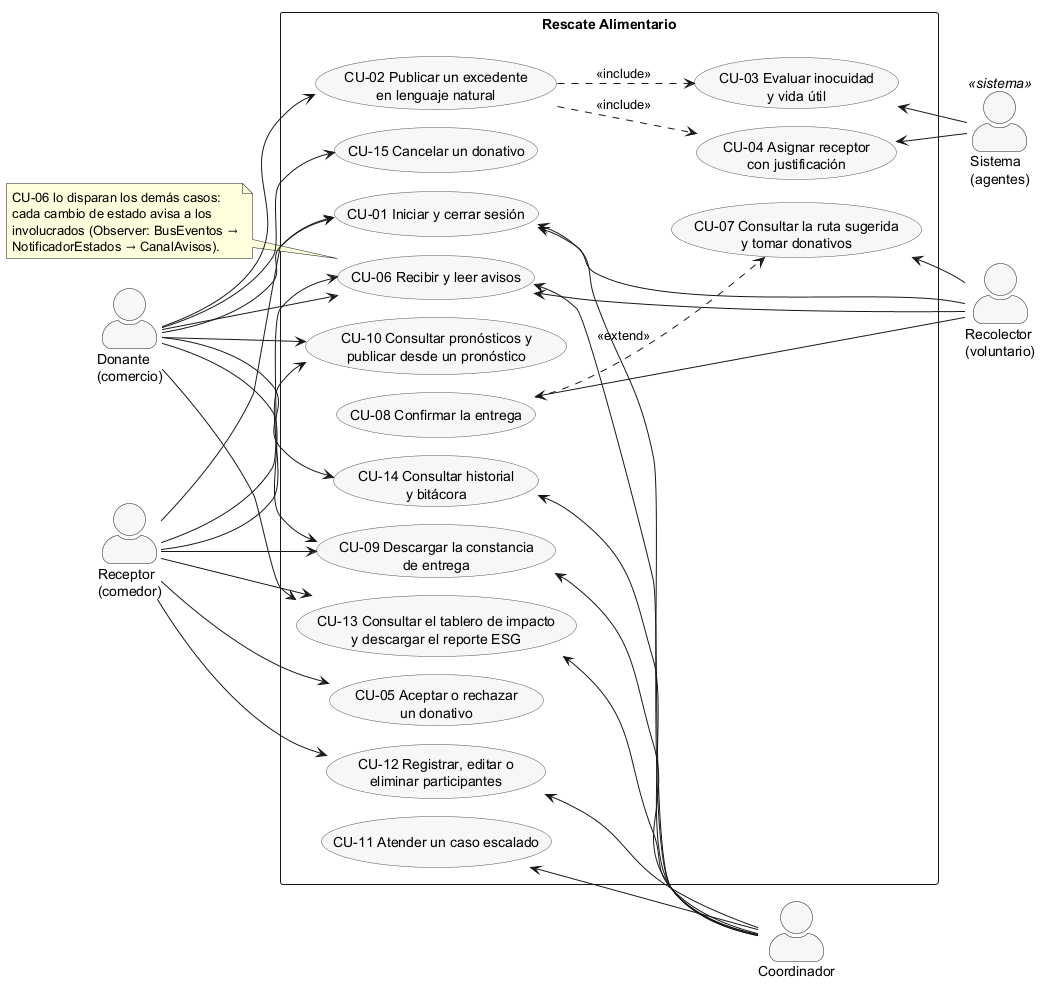 Rescate Alimentario
CU-02 Publicar un excedente
en lenguaje natural
«include»
«include»
CU-03 Evaluar inocuidad
y vida útil
CU-04 Asignar receptor
con justificación
«sistema»
Sistema
(agentes)
CU-15 Cancelar un donativo
CU-01 Iniciar y cerrar sesión
CU-07 Consultar la ruta sugerida
y tomar donativos
CU-06 lo disparan los demás casos:
cada cambio de estado avisa a los
involucrados (Observer: BusEventos →
NotificadorEstados → CanalAvisos).
CU-06 Recibir y leer avisos
Recolector
(voluntario)
Donante
(comercio)
CU-10 Consultar pronósticos y
publicar desde un pronóstico
«extend»
CU-08 Confirmar la entrega
CU-14 Consultar historial
y bitácora
CU-09 Descargar la constancia
de entrega
Receptor
(comedor)
CU-13 Consultar el tablero de impacto
y descargar el reporte ESG
CU-05 Aceptar o rechazar
un donativo
CU-12 Registrar, editar o
eliminar participantes
CU-11 Atender un caso escalado
Coordinador